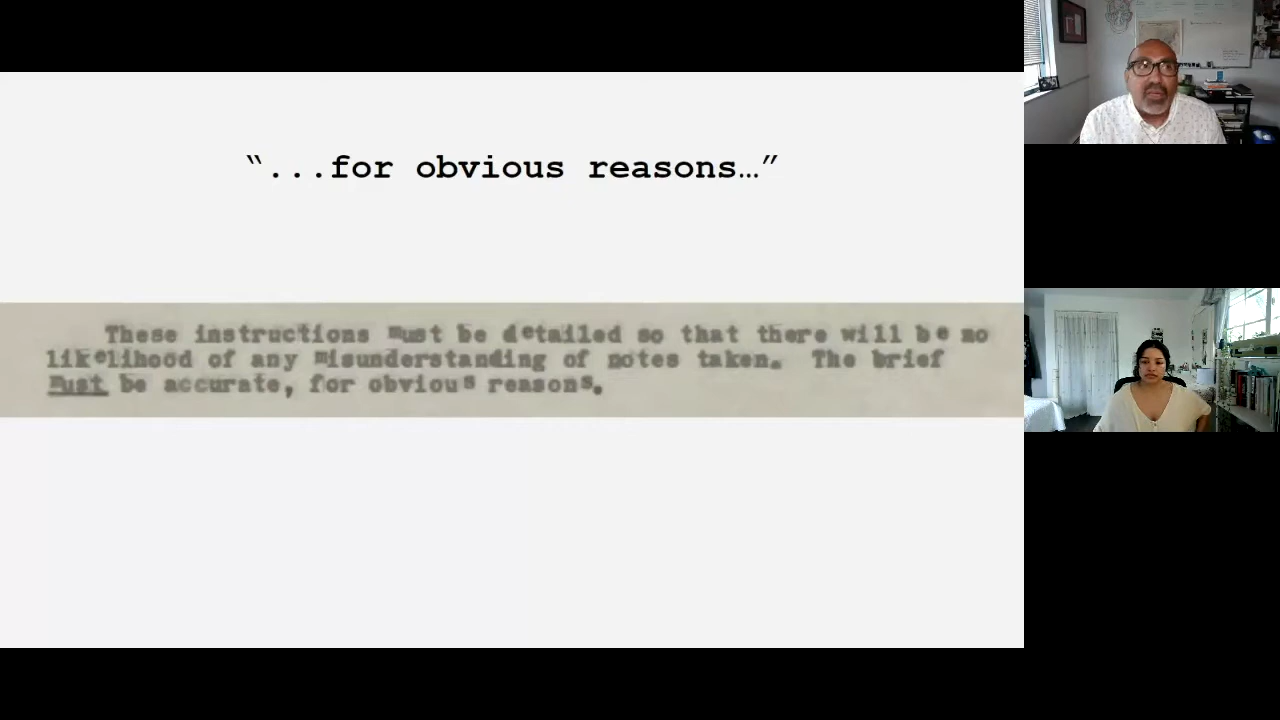 “...for obvious reasons…”
These instructions must be detailed so that there will be no
likelihood of any misunderstanding of notes taken. The brief
must be accurate, for obvious reasons.